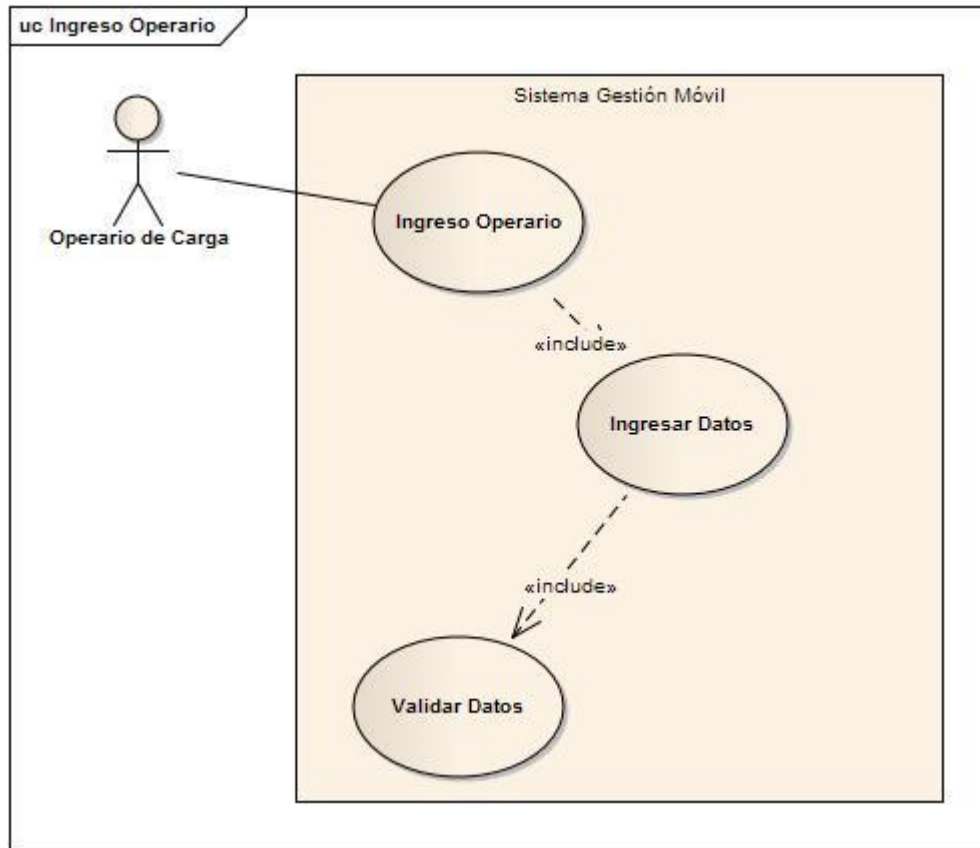 uc Ingreso Operario
Sistema Gestión Móvil
Operario de Carga
Ingreso Operario
«include»
Ingresar Datos
«include»
Validar Datos